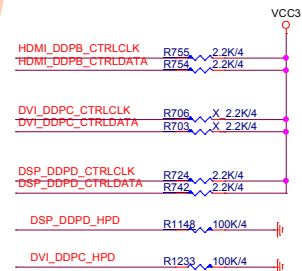 VCC3
HDMI_DDPB_CTRLCLK R755 2.2K/4
HDMI_DDPB_CTRLDATA R754 2.2K/4
DVI_DDPC_CTRLCLK R706 X_2.2K/4
DVI_DDPC_CTRLDATA R703 X_2.2K/4
DSP_DDPD_CTRLCLK R724 2.2K/4
DSP_DDPD_CTRLDATA R742 2.2K/4
DSP_DDPD_HPD R1148 100K/4
DVI_DDPC_HPD R1233 100K/4